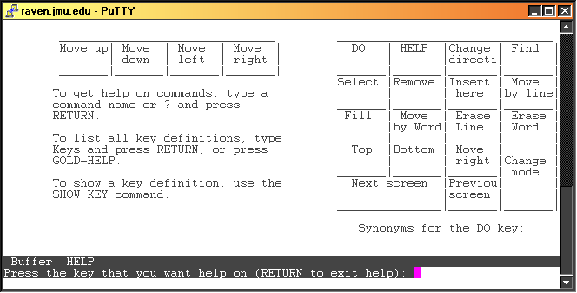 raven.jmu.edu - PuTTY
Move up Move down Move left Move right
DO HELP Change directi Find
Select Remove Insert here Move by line
Fill Move by Word Erase Line Erase Word
Top Bottom Move right Change mode
Next screen Previou screen
To get help on commands, type a
command name or ? and press
RETURN.
To list all key definitions, type
Keys and press RETURN, or press
GOLD-HELP.
To show a key definition, use the
SHOW KEY command.
Synonyms for the DO key:
Buffer HELP
Press the key that you want help on (RETURN to exit help):